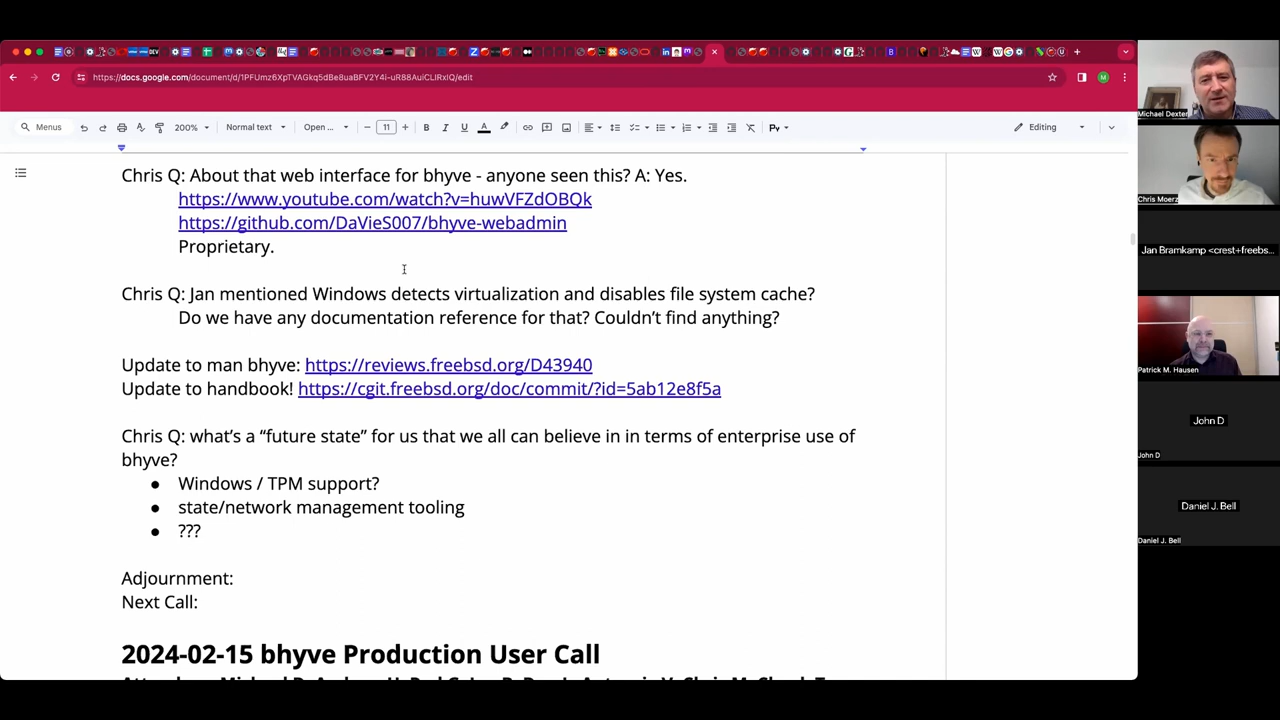 https://docs.google.com/document/d/1PFUmz6XpTVAGkq5dBe8uaBFV2Y4i-uR88AuiCLlRxIQ/edit
Menus
200%
Normal text
Open ...
11
Editing
Chris Q: About that web interface for bhyve - anyone seen this? A: Yes.
https://www.youtube.com/watch?v=huwVFZdOBQk
https://github.com/DaVieS007/bhyve-webadmin
Proprietary.
Chris Q: Jan mentioned Windows detects virtualization and disables file system cache?
Do we have any documentation reference for that? Couldn't find anything?
Update to man bhyve: https://reviews.freebsd.org/D43940
Update to handbook! https://cgit.freebsd.org/doc/commit/?id=5ab12e8f5a
Chris Q: what's a “future state” for us that we all can believe in in terms of enterprise use of
bhyve?
● Windows / TPM support?
● state/network management tooling
● ???
Adjournment:
Next Call:
2024-02-15 bhyve Production User Call
Michael Dexter
Chris Moerz
Jan Bramkamp <crest+freebs...
Patrick M. Hausen
John D
John D
Daniel J. Bell
Daniel J. Bell